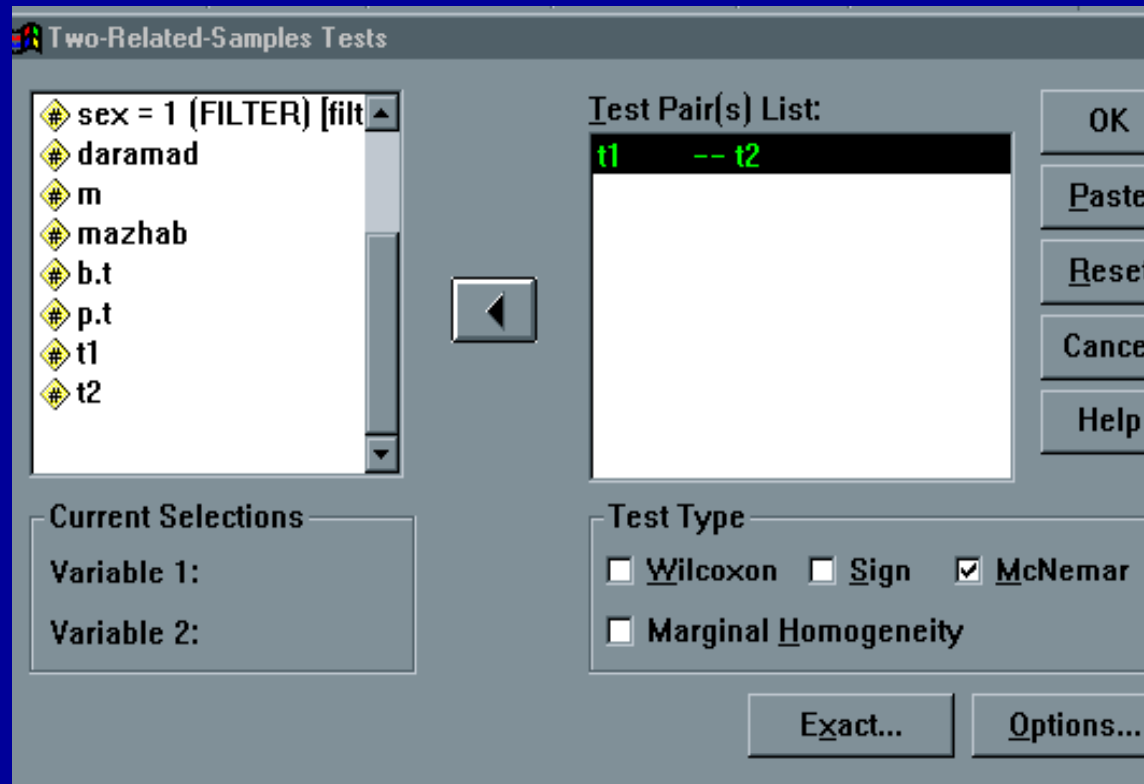 Two-Related-Samples Tests
sex = 1 (FILTER) [filt
daramad
m
mazhab
b.t
p.t
t1
t2
Test Pair(s) List:
t1 -- t2
OK
Paste
Reset
Cance
Help
Current Selections
Variable 1:
Variable 2:
Test Type
Wilcoxon Sign McNemar
Marginal Homogeneity
Exact... Options...